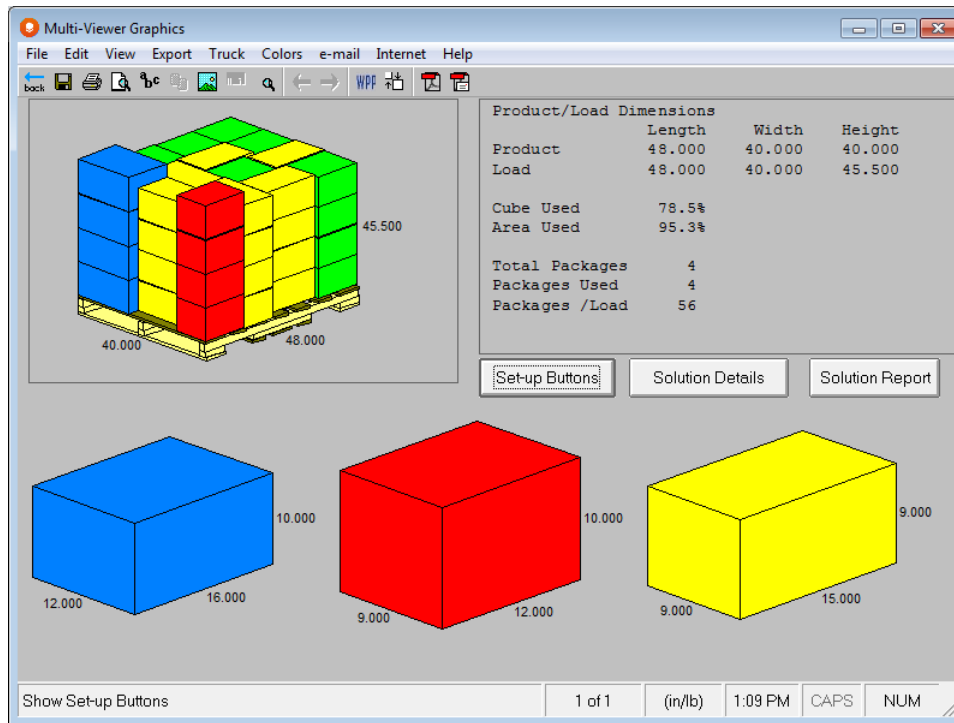 Multi-Viewer Graphics
File Edit View Export Truck Colors e-mail Internet Help
back abc WPF
45.500
40.000
48.000
Product/Load Dimensions
Length Width Height
Product 48.000 40.000 40.000
Load 48.000 40.000 45.500
Cube Used 78.5%
Area Used 95.3%
Total Packages 4
Packages Used 4
Packages /Load 56
Set-up Buttons Solution Details Solution Report
10.000
12.000
16.000
10.000
9.000
12.000
9.000
9.000
15.000
Show Set-up Buttons 1 of 1 (in/lb) 1:09 PM CAPS NUM